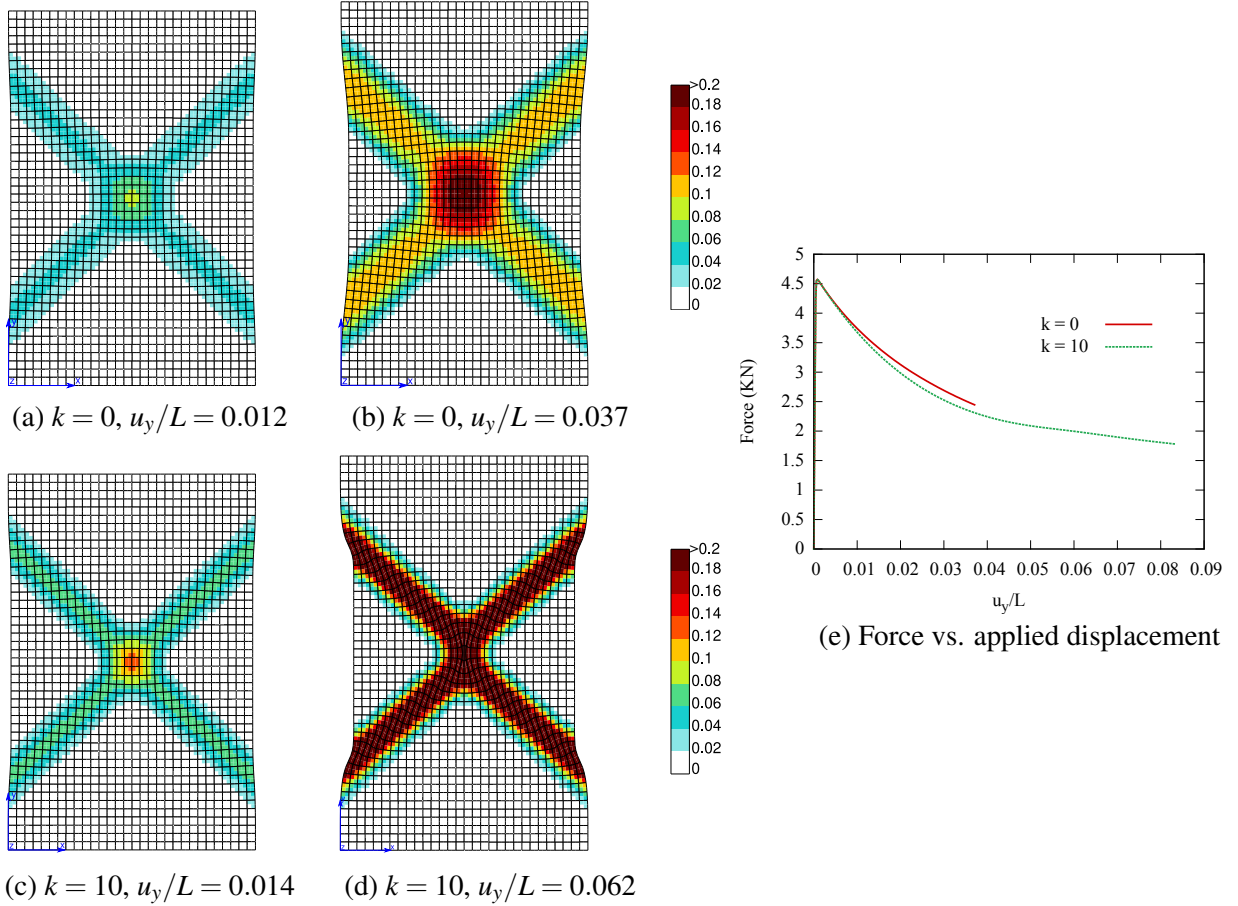 >0.2
0.18
0.16
0.14
0.12
0.1
0.08
0.06
0.04
0.02
0
y
z
x
y
z
x
(a) k = 0, u_y/L = 0.012
(b) k = 0, u_y/L = 0.037
>0.2
0.18
0.16
0.14
0.12
0.1
0.08
0.06
0.04
0.02
0
y
z
x
z
x
(c) k = 10, u_y/L = 0.014
(d) k = 10, u_y/L = 0.062
5
4.5
4
3.5
3
2.5
2
1.5
1
0.5
0
Force (KN)
k = 0
k = 10
0 0.01 0.02 0.03 0.04 0.05 0.06 0.07 0.08 0.09
u_y/L
(e) Force vs. applied displacement